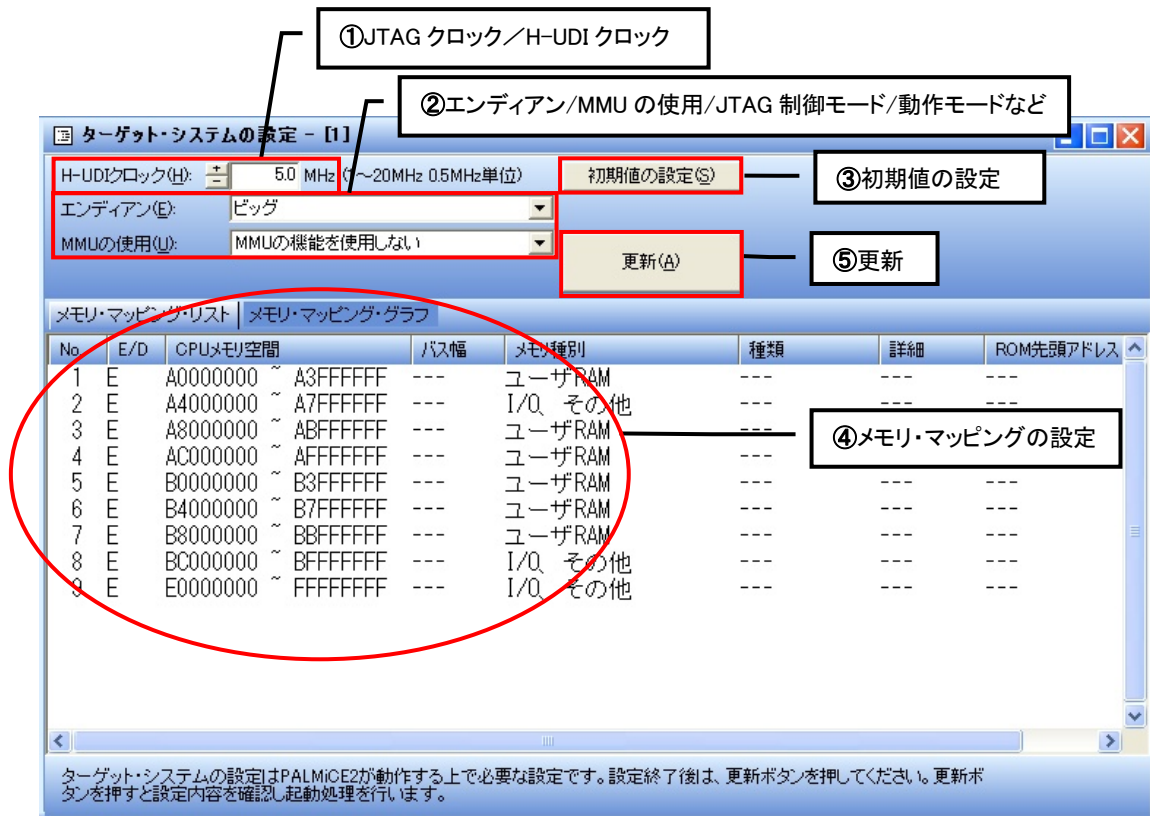 ①JTAG クロック／H-UDI クロック
②エンディアン/MMU の使用/JTAG 制御モード/動作モードなど
ターゲット・システムの設定 - [1]
H-UDIクロック(H): 5.0 MHz (1～20MHz 0.5MHz単位) 初期値の設定(S)
③初期値の設定
エンディアン(E): ビッグ
MMUの使用(U): MMUの機能を使用しない
更新(A)
⑤更新
メモリ・マッピング・リスト メモリ・マッピング・グラフ
No. E/D CPUメモリ空間 バス幅 メモリ種別 種類 詳細 ROM先頭アドレス
1 E A0000000 ~ A3FFFFFF --- ユーザRAM --- --- ---
2 E A4000000 ~ A7FFFFFF --- I/O、その他 --- --- ---
3 E A8000000 ~ ABFFFFFF --- ユーザRAM ---
④メモリ・マッピングの設定
4 E AC000000 ~ AFFFFFFF --- ユーザRAM ---
5 E B0000000 ~ B3FFFFFF --- ユーザRAM --- --- ---
6 E B4000000 ~ B7FFFFFF --- ユーザRAM --- --- ---
7 E B8000000 ~ BBFFFFFF --- ユーザRAM --- --- ---
8 E BC000000 ~ BFFFFFFF --- I/O、その他 --- --- ---
9 E E0000000 ~ FFFFFFFF --- I/O、その他 --- --- ---
ターゲット・システムの設定はPALMiCE2が動作する上で必要な設定です。設定終了後は、更新ボタンを押してください。更新ボ
タンを押すと設定内容を確認し起動処理を行います。